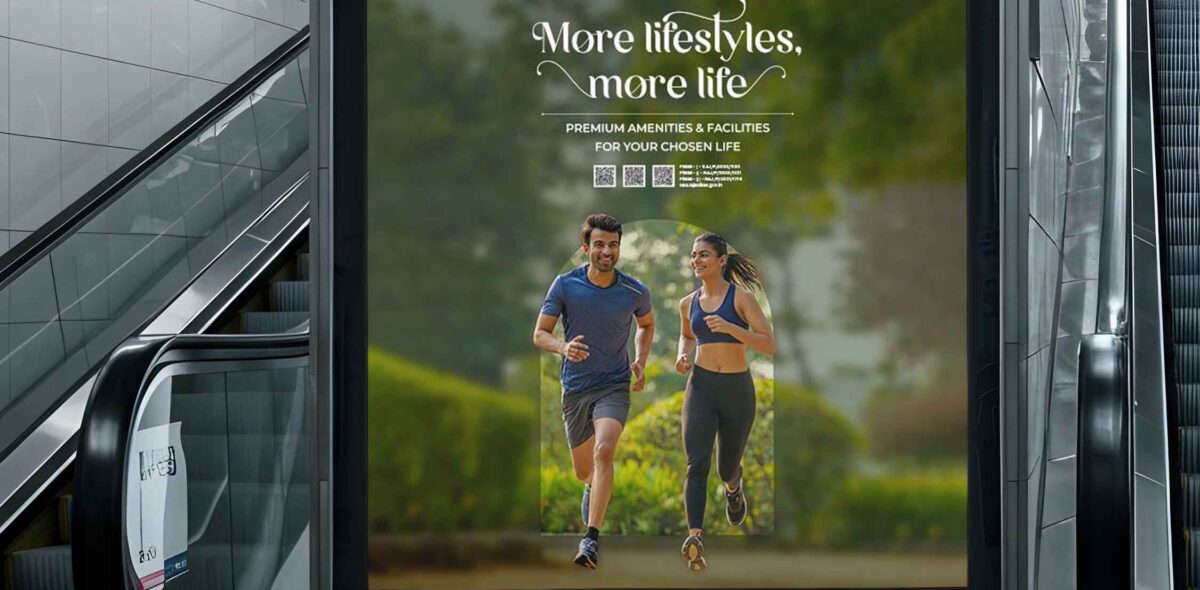 More lifestyles,
more life
PREMIUM AMENITIES & FACILITIES
FOR YOUR CHOSEN LIFE